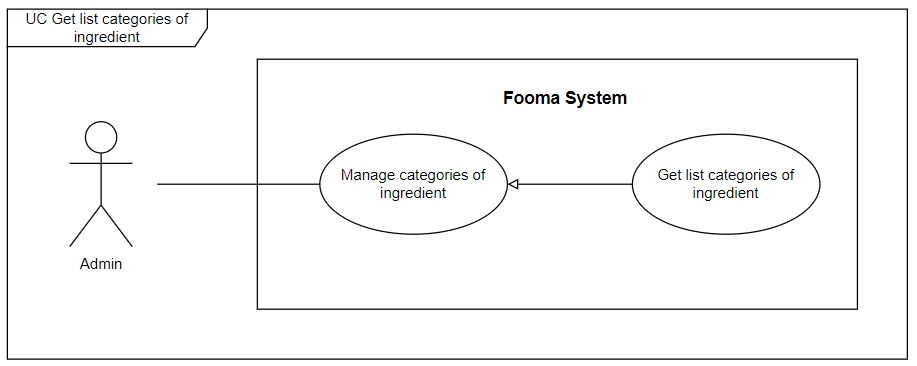 UC Get list categories of
ingredient
Fooma System
Manage categories of
ingredient
Get list categories of
ingredient
Admin